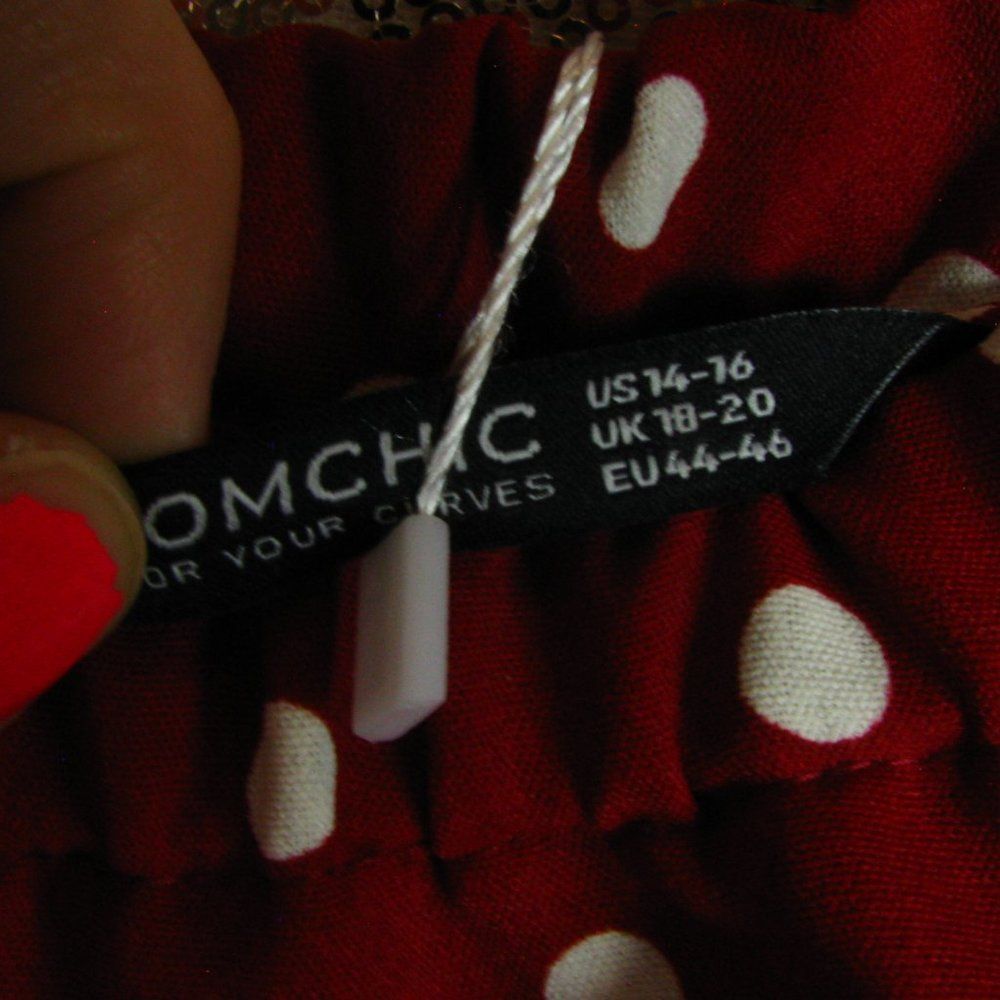 OMCHIC
OR YOUR CURVES
US 14-16
UK 18-20
EU 44-46